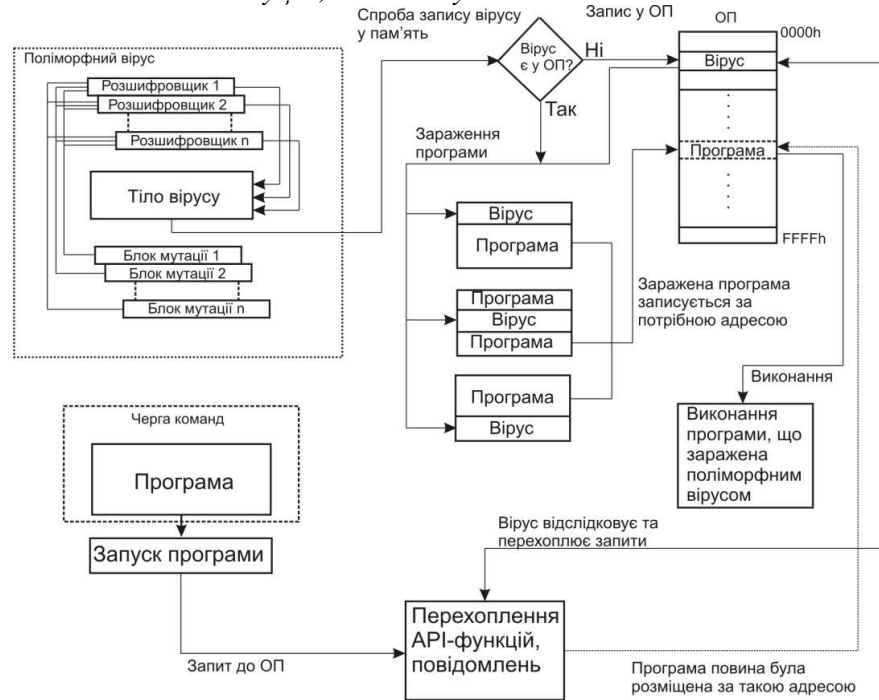 Спроба запису вірусу
у пам’ять
Запис у ОП
ОП
0000h
Вірус
є у ОП?
Ні
Так
Вірус
Програма
FFFFh
Поліморфний вірус
Розшифровщик 1
Розшифровщик 2
Розшифровщик n
Тіло вірусу
Блок мутації 1
Блок мутації 2
Блок мутації n
Зараження
програми
Вірус
Програма
Програма
Вірус
Програма
Програма
Вірус
Заражена програма
записується за
потрібною адресою
Виконання
Виконання
програми, що
заражена
поліморфним
вірусом
Черга команд
Програма
Запуск програми
Запит до ОП
Вірус відслідковує та
перехоплює запити
Перехоплення
API-функцій,
повідомлень
Програма повина була
розміщена за такою адресою